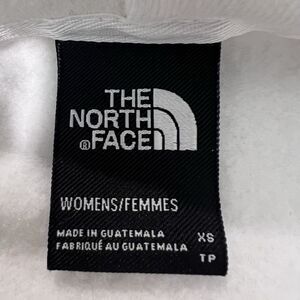 THE
NORTH
®FACE
WOMENS/FEMMES
MADE IN GUATEMALA XS
FABRIQUÉ AU GUATEMALA TP